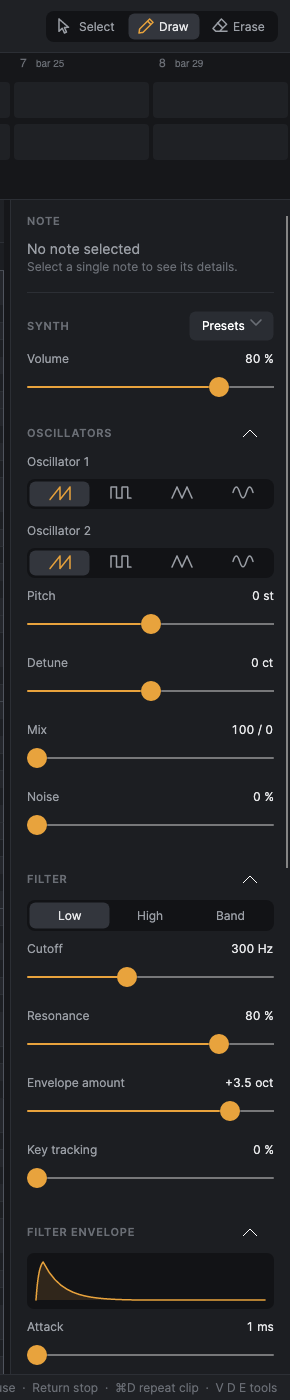 Select Draw Erase
7 bar 25 8 bar 29
NOTE
No note selected
Select a single note to see its details.
SYNTH Presets
Volume 80 %
OSCILLATORS
Oscillator 1
Oscillator 2
Pitch 0 st
Detune 0 ct
Mix 100 / 0
Noise 0 %
FILTER
Low High Band
Cutoff 300 Hz
Resonance 80 %
Envelope amount +3.5 oct
Key tracking 0 %
FILTER ENVELOPE
Attack 1 ms
· Return stop · ⌘D repeat clip · V D E tools